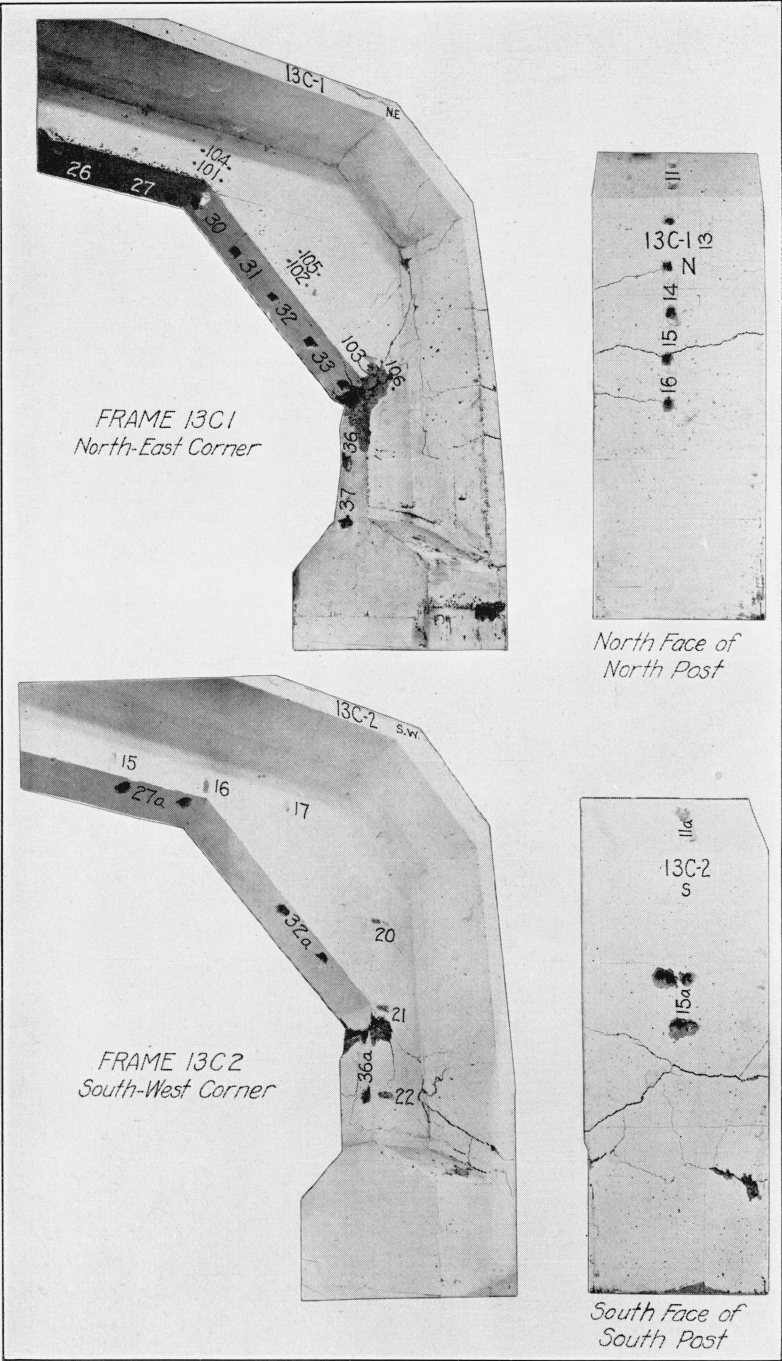 13C-1
N.E
104
101
26
27
30
31
32
33
105
102
103
106
36
37
FRAME 13C1
North-East Corner
11
13C-1
13
N
14
15
16
North Face of
North Post
13C-2
S.W.
15
16
17
27a
32a
20
21
36a
22
FRAME 13C2
South-West Corner
11a
13C-2
S
15a
South Face of
South Post